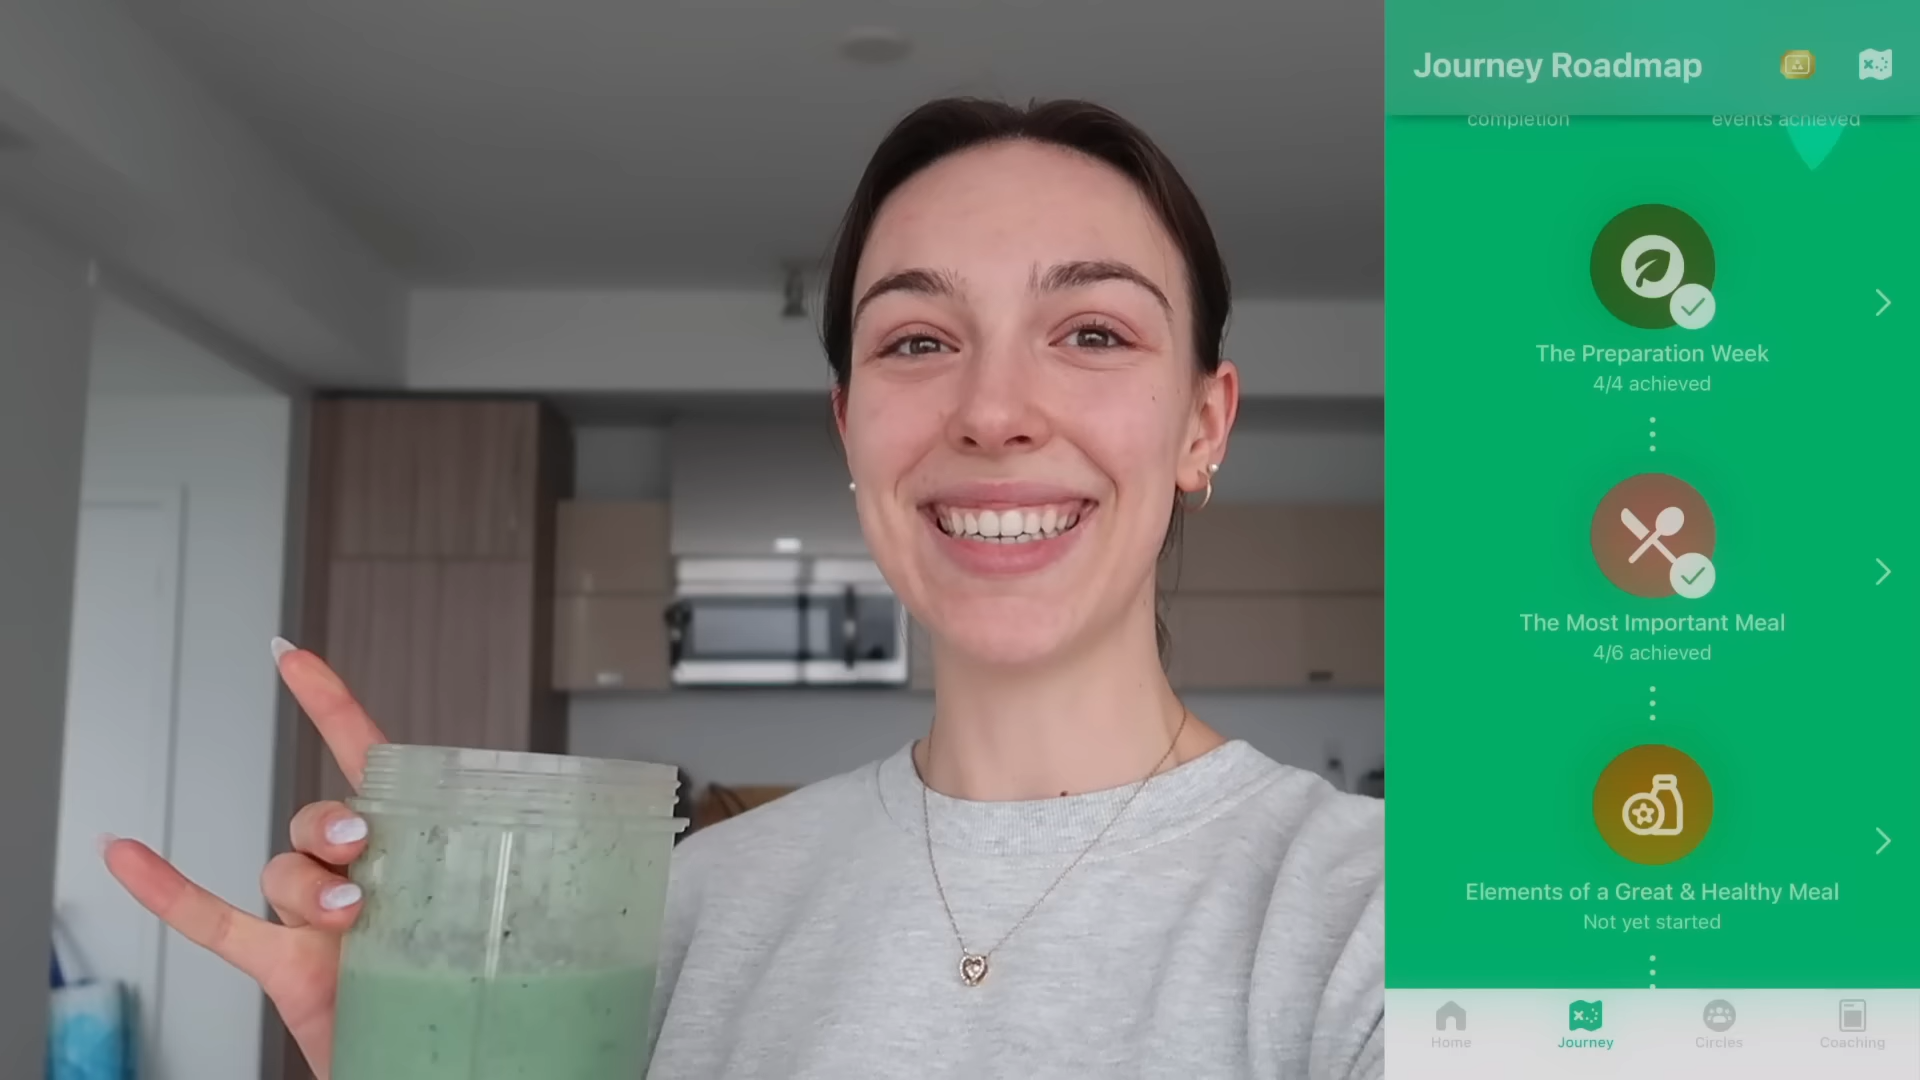 Journey Roadmap
completion
events achieved
The Preparation Week
4/4 achieved
The Most Important Meal
4/6 achieved
Elements of a Great & Healthy Meal
Not yet started
Home
Journey
Circles
Coaching